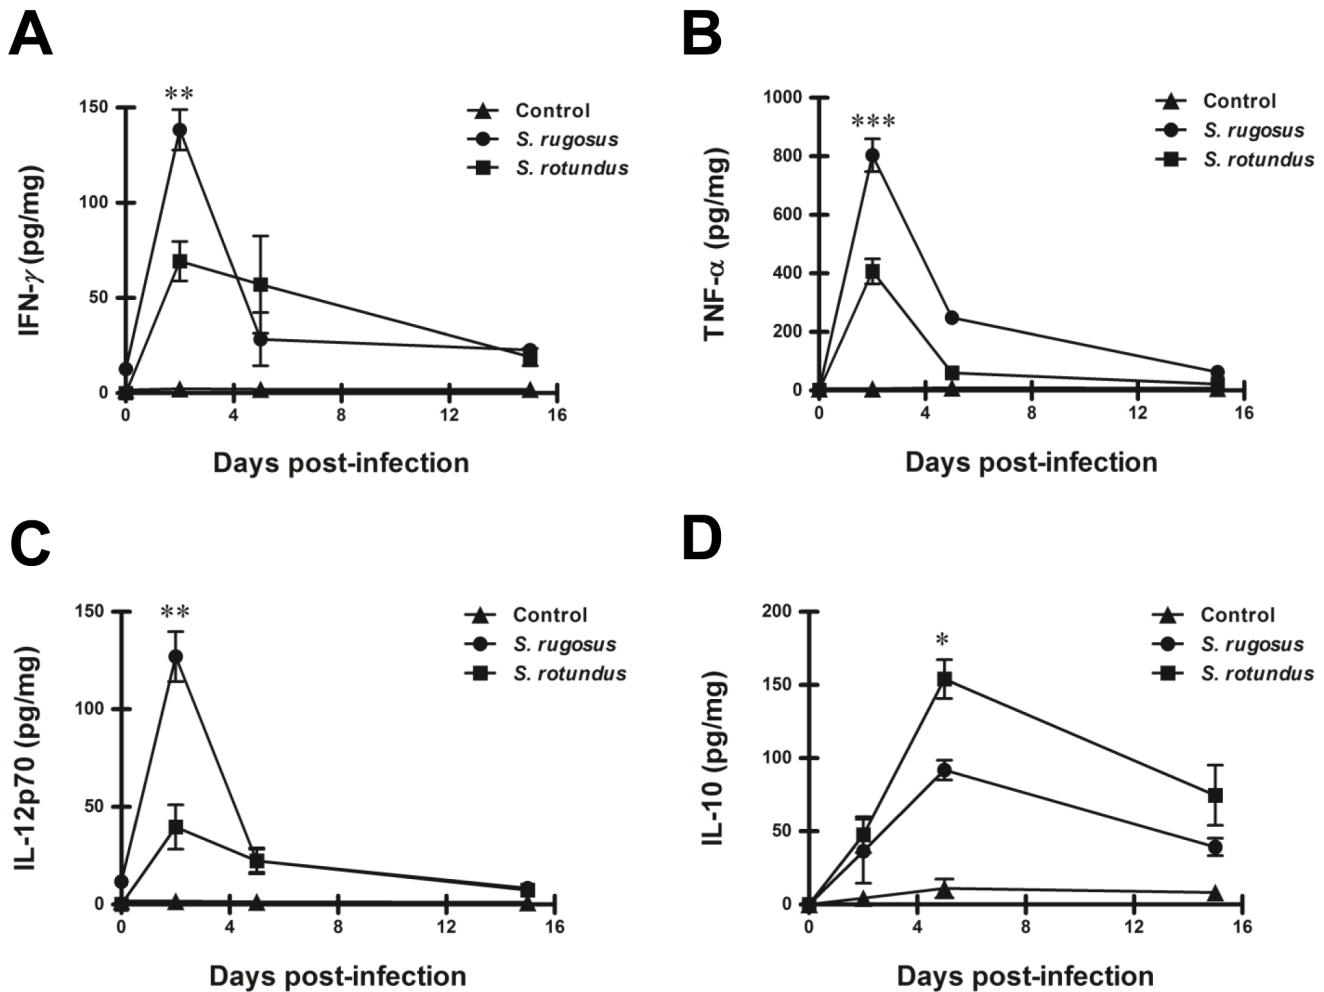 A
150
100
50
0
0 4 8 12 16
**
IFN-γ (pg/mg)
Days post-infection
Control
S. rugosus
S. rotundus
B
1000
800
600
400
200
0
0 4 8 12 16
***
TNF-α (pg/mg)
Days post-infection
Control
S. rugosus
S. rotundus
C
150
100
50
0
0 4 8 12 16
**
IL-12p70 (pg/mg)
Days post-infection
Control
S. rugosus
S. rotundus
D
200
150
100
50
0
0 4 8 12 16
*
IL-10 (pg/mg)
Days post-infection
Control
S. rugosus
S. rotundus